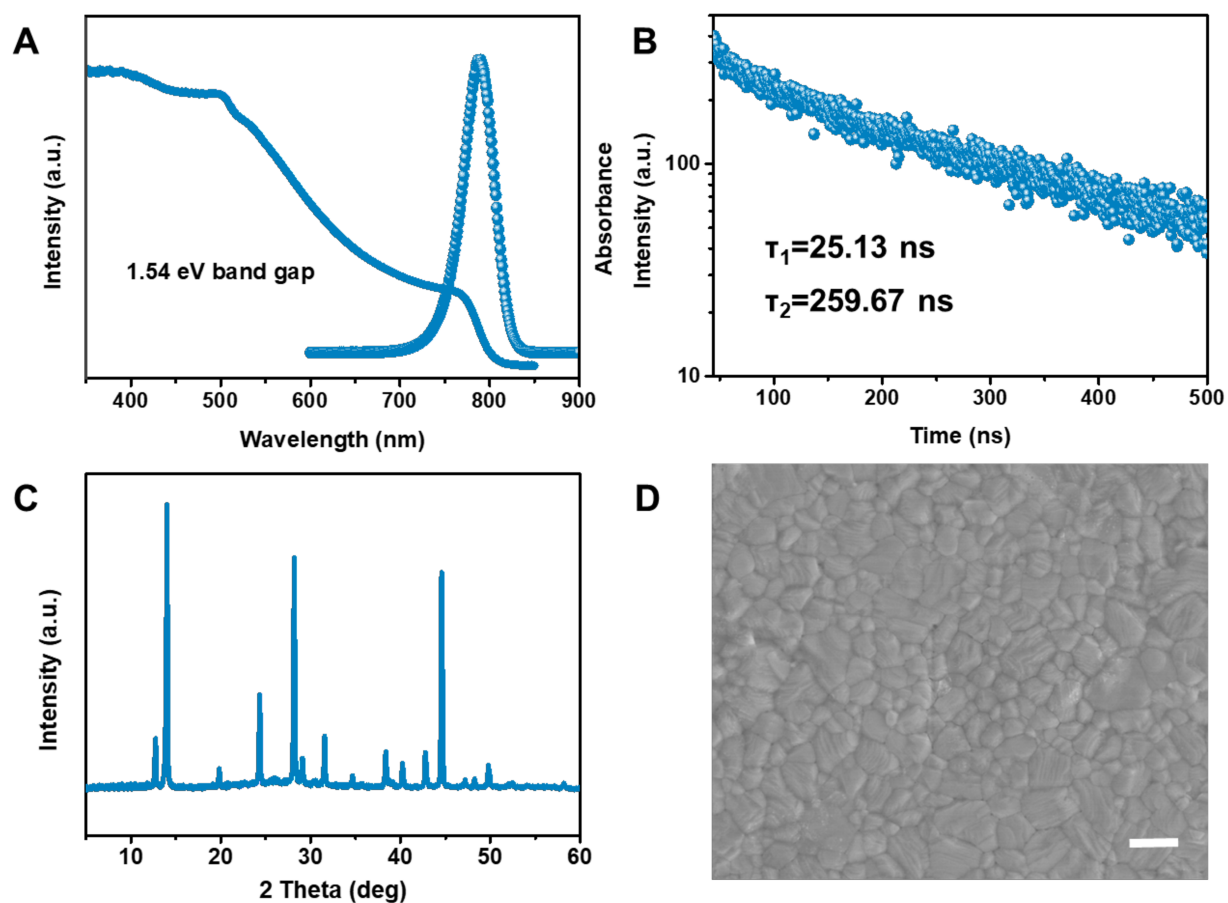 A
Intensity (a.u.)
Absorbance
1.54 eV band gap
400 500 600 700 800 900
Wavelength (nm)
B
Intensity (a.u.)
100
10
τ1=25.13 ns
τ2=259.67 ns
100 200 300 400 500
Time (ns)
C
Intensity (a.u.)
10 20 30 40 50 60
2 Theta (deg)
D